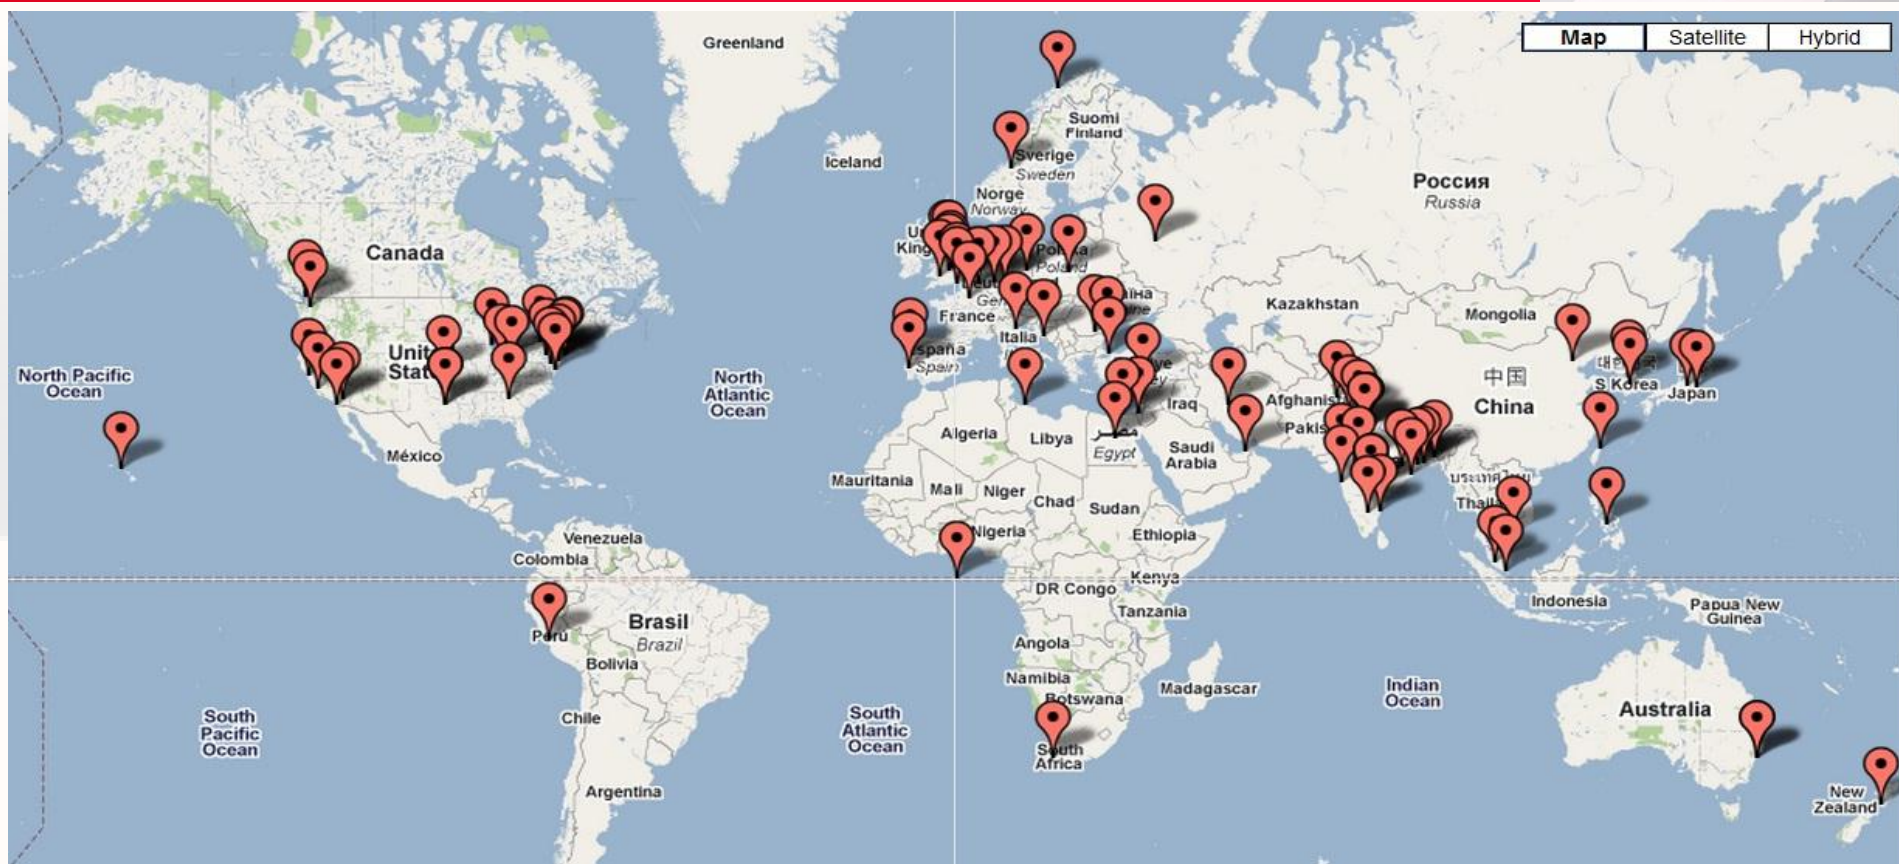 Map
Satellite
Hybrid
Greenland
Iceland
Suomi
Finland
Sverige
Sweden
Norge
Norway
Россия
Russia
Canada
Poland
France
Italia
Spain
Kazakhstan
Mongolia
S Korea
Japan
中国
China
North Pacific
Ocean
North
Atlantic
Ocean
México
Algeria
Libya
مصر
Egypt
Iraq
Saudi
Arabia
Mauritania
Mali
Niger
Chad
Sudan
Nigeria
Ethiopia
Venezuela
Colombia
DR Congo
Kenya
Tanzania
Indonesia
Papua New
Guinea
Perú
Brasil
Brazil
Bolivia
Angola
Namibia
Botswana
Madagascar
Indian
Ocean
Australia
South
Pacific
Ocean
Chile
South
Atlantic
Ocean
South
Africa
Argentina
New
Zealand